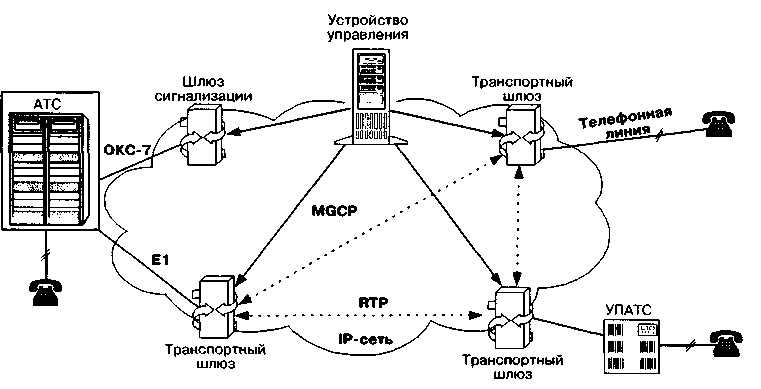 Устройство
управления
Шлюз
сигнализации
Транспортный
шлюз
АТС
Телефонная
линия
ОКС-7
MGCP
E1
RTP
IP-сеть
УПАТС
Транспортный
шлюз
Транспортный
шлюз